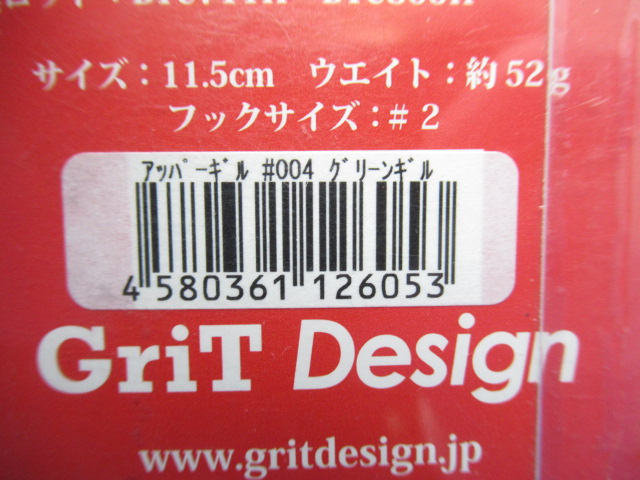 サイズ：11.5cm　ウエイト：約52g
フックサイズ：#2
ｱｯﾊﾟｰｷﾞﾙ #004 ｸﾞﾘｰﾝｷﾞﾙ
4 580361 126053
GriT Design
www.gritdesign.jp